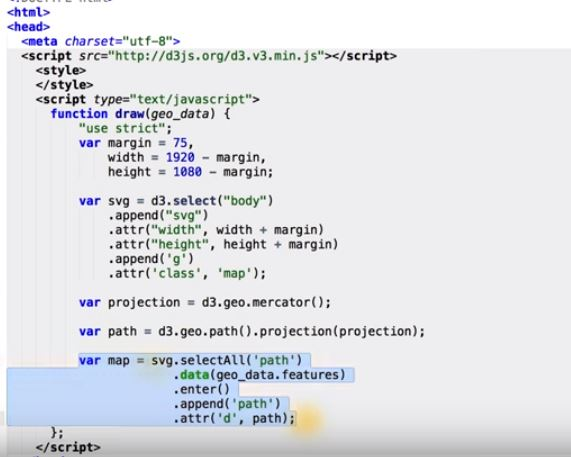 <html>
<head>
<meta charset="utf-8">
<script src="http://d3js.org/d3.v3.min.js"></script>
<style>
</style>
<script type="text/javascript">
function draw(geo_data) {
"use strict";
var margin = 75,
width = 1920 - margin,
height = 1080 - margin;
var svg = d3.select("body")
.append("svg")
.attr("width", width + margin)
.attr("height", height + margin)
.append('g')
.attr('class', 'map');
var projection = d3.geo.mercator();
var path = d3.geo.path().projection(projection);
var map = svg.selectAll('path')
.data(geo_data.features)
.enter()
.append('path')
.attr('d', path);
};
</script>